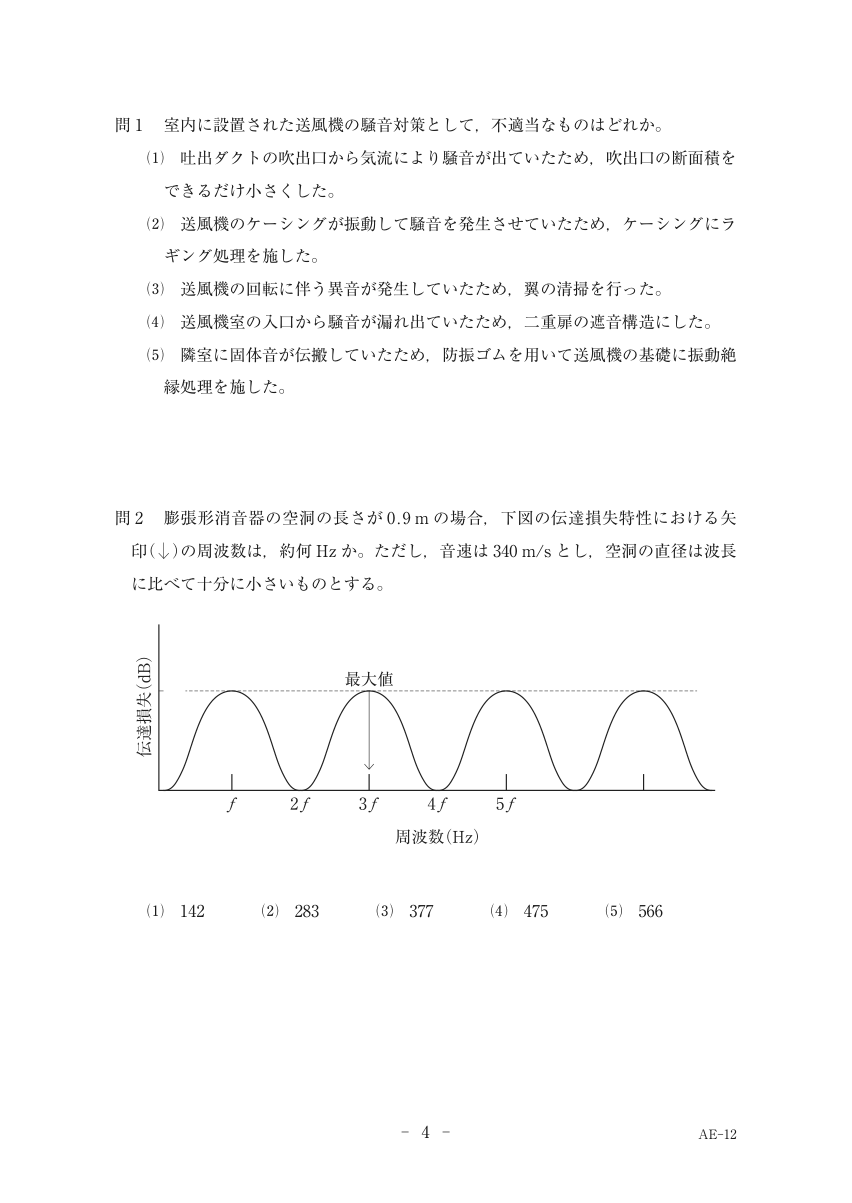 問１　室内に設置された送風機の騒音対策として，不適当なものはどれか。
⑴　吐出ダクトの吹出口から気流により騒音が出ていたため，吹出口の断面積を
できるだけ小さくした。
⑵　送風機のケーシングが振動して騒音を発生させていたため，ケーシングにラ
ギング処理を施した。
⑶　送風機の回転に伴う異音が発生していたため，翼の清掃を行った。
⑷　送風機室の入口から騒音が漏れ出ていたため，二重扉の遮音構造にした。
⑸　隣室に固体音が伝搬していたため，防振ゴムを用いて送風機の基礎に振動絶
縁処理を施した。
問２　膨張形消音器の空洞の長さが 0.9 m の場合，下図の伝達損失特性における矢
印(↓)の周波数は，約何 Hz か。ただし，音速は 340 m/s とし，空洞の直径は波長
に比べて十分に小さいものとする。
伝達損失(dB)
最大値
f 2f 3f 4f 5f
周波数(Hz)
⑴　142　⑵　283　⑶　377　⑷　475　⑸　566
－ 4 －
AE-12